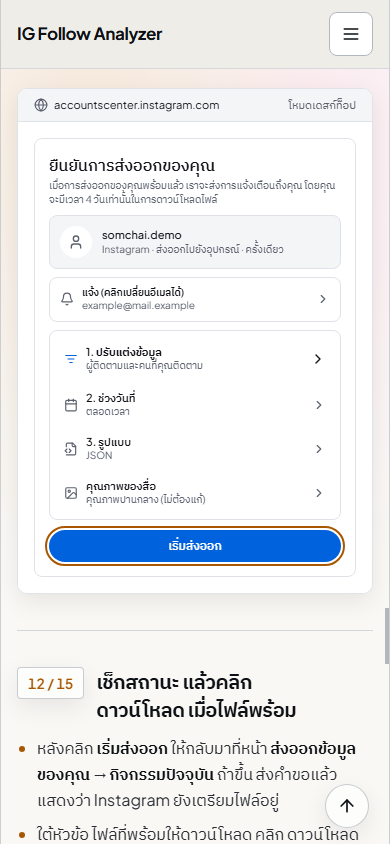 IG Follow Analyzer
accountscenter.instagram.com
โหมดเดสก์ท็อป
ยืนยันการส่งออกของคุณ
เมื่อการส่งออกของคุณพร้อมแล้ว เราจะส่งการแจ้งเตือนถึงคุณ โดยคุณ
จะมีเวลา 4 วันเท่านั้นในการดาวน์โหลดไฟล์
somchai.demo
Instagram · ส่งออกไปยังอุปกรณ์ · ครั้งเดียว
แจ้ง (คลิกเปลี่ยนอีเมลได้)
example@mail.example
1. ปรับแต่งข้อมูล
ผู้ติดตามและคนที่คุณติดตาม
2. ช่วงวันที่
ตลอดเวลา
3. รูปแบบ
JSON
คุณภาพของสื่อ
คุณภาพปานกลาง (ไม่ต้องแก้)
เริ่มส่งออก
12 / 15
เช็กสถานะ แล้วคลิก
ดาวน์โหลด เมื่อไฟล์พร้อม
หลังคลิก เริ่มส่งออก ให้กลับมาที่หน้า ส่งออกข้อมูล
ของคุณ → กิจกรรมปัจจุบัน ถ้าขึ้น ส่งคำขอแล้ว
แสดงว่า Instagram ยังเตรียมไฟล์อยู่
ใต้หัวข้อ ไฟล์ที่พร้อมให้ดาวน์โหลด คลิก ดาวน์โหลด